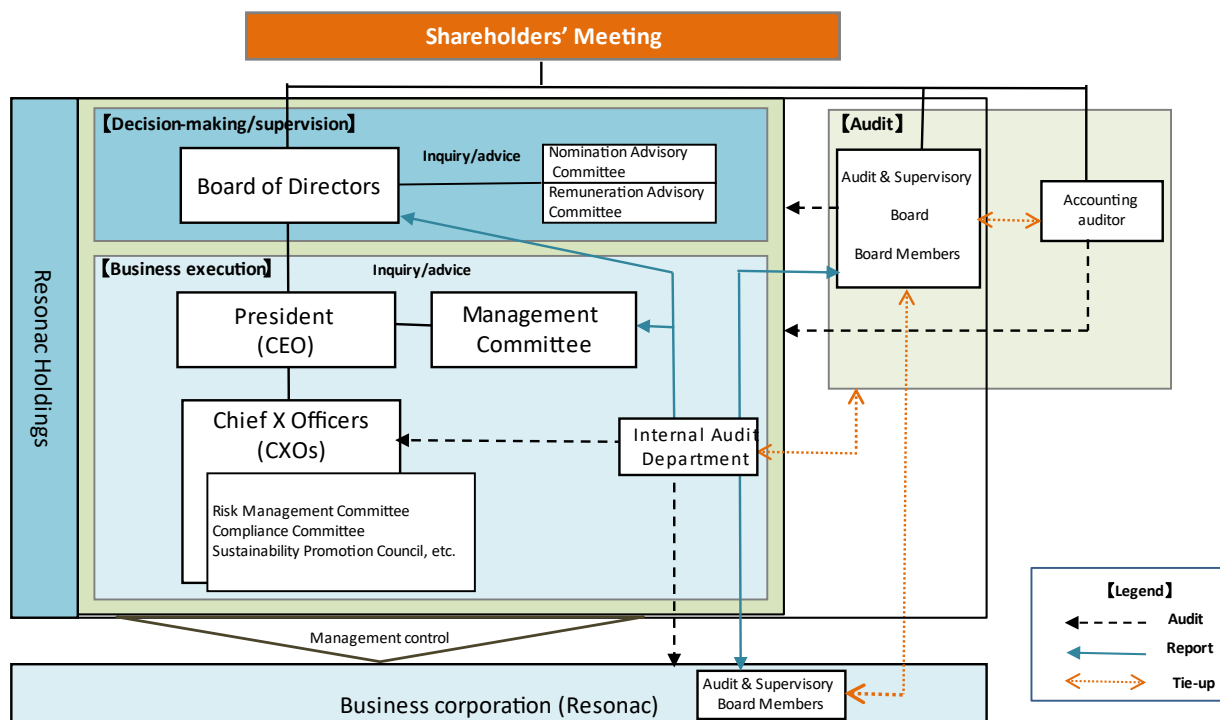 Shareholders' Meeting
Resonac Holdings
【Decision-making/supervision】
Board of Directors
Inquiry/advice
Nomination Advisory
Committee
Remuneration Advisory
Committee
【Audit】
Audit & Supervisory
Board
Board Members
Accounting
auditor
【Business execution】
Inquiry/advice
President
(CEO)
Management
Committee
Chief X Officers
(CXOs)
Risk Management Committee
Compliance Committee
Sustainability Promotion Council, etc.
Internal Audit
Department
Management control
Business corporation (Resonac)
Audit & Supervisory
Board Members
【Legend】
Audit
Report
Tie-up